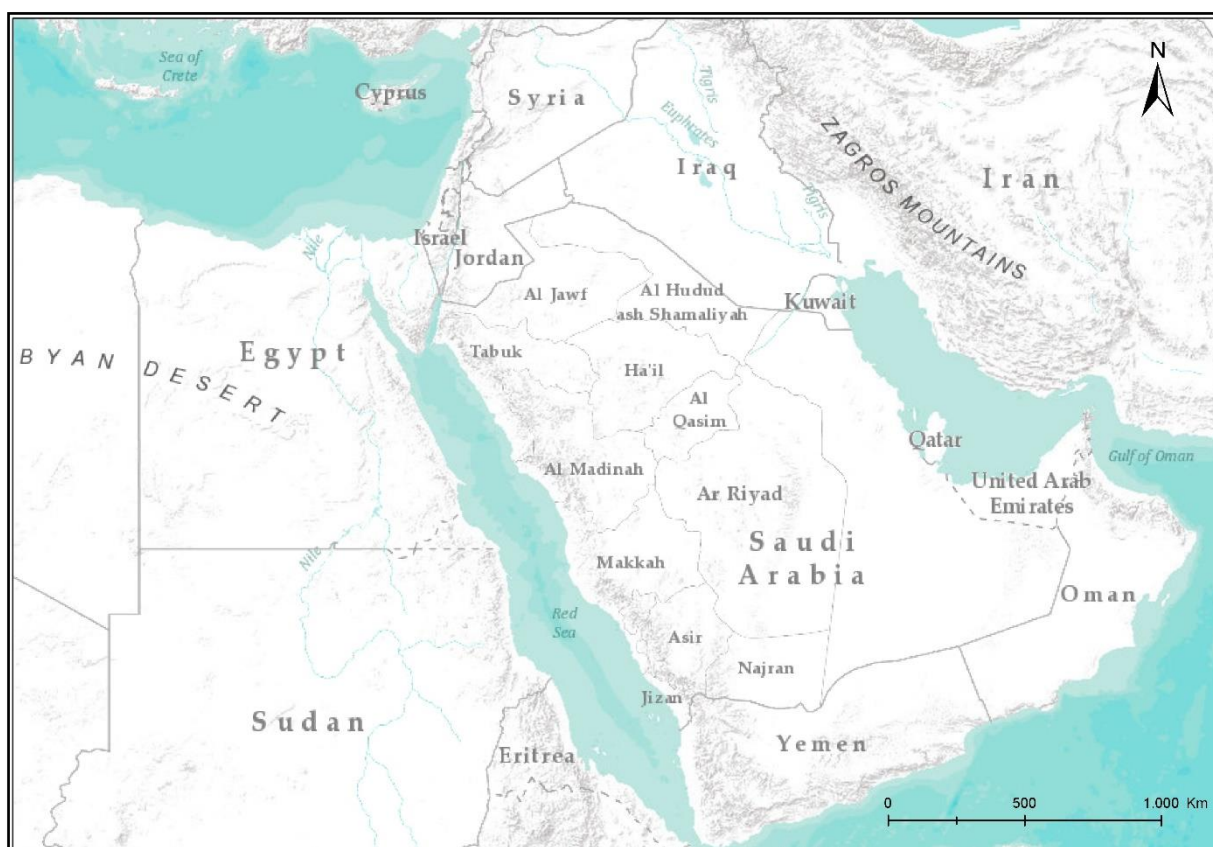 Sea of
Crete
N
Cyprus
Syria
Tigris
Euphrates
ZAGROS MOUNTAINS
Iraq
Iran
Tigris
Nile
Israel
Jordan
Al Jawf
Al Hudud
ash Shamaliyah
Kuwait
BYAN DESERT
Egypt
Tabuk
Ha'il
Al
Qasim
Qatar
Gulf of Oman
Al Madinah
Ar Riyad
United Arab
Emirates
Saudi
Arabia
Nile
Makkah
Oman
Red
Sea
Asir
Najran
Jizan
Sudan
Yemen
Eritrea
0 500 1.000 Km